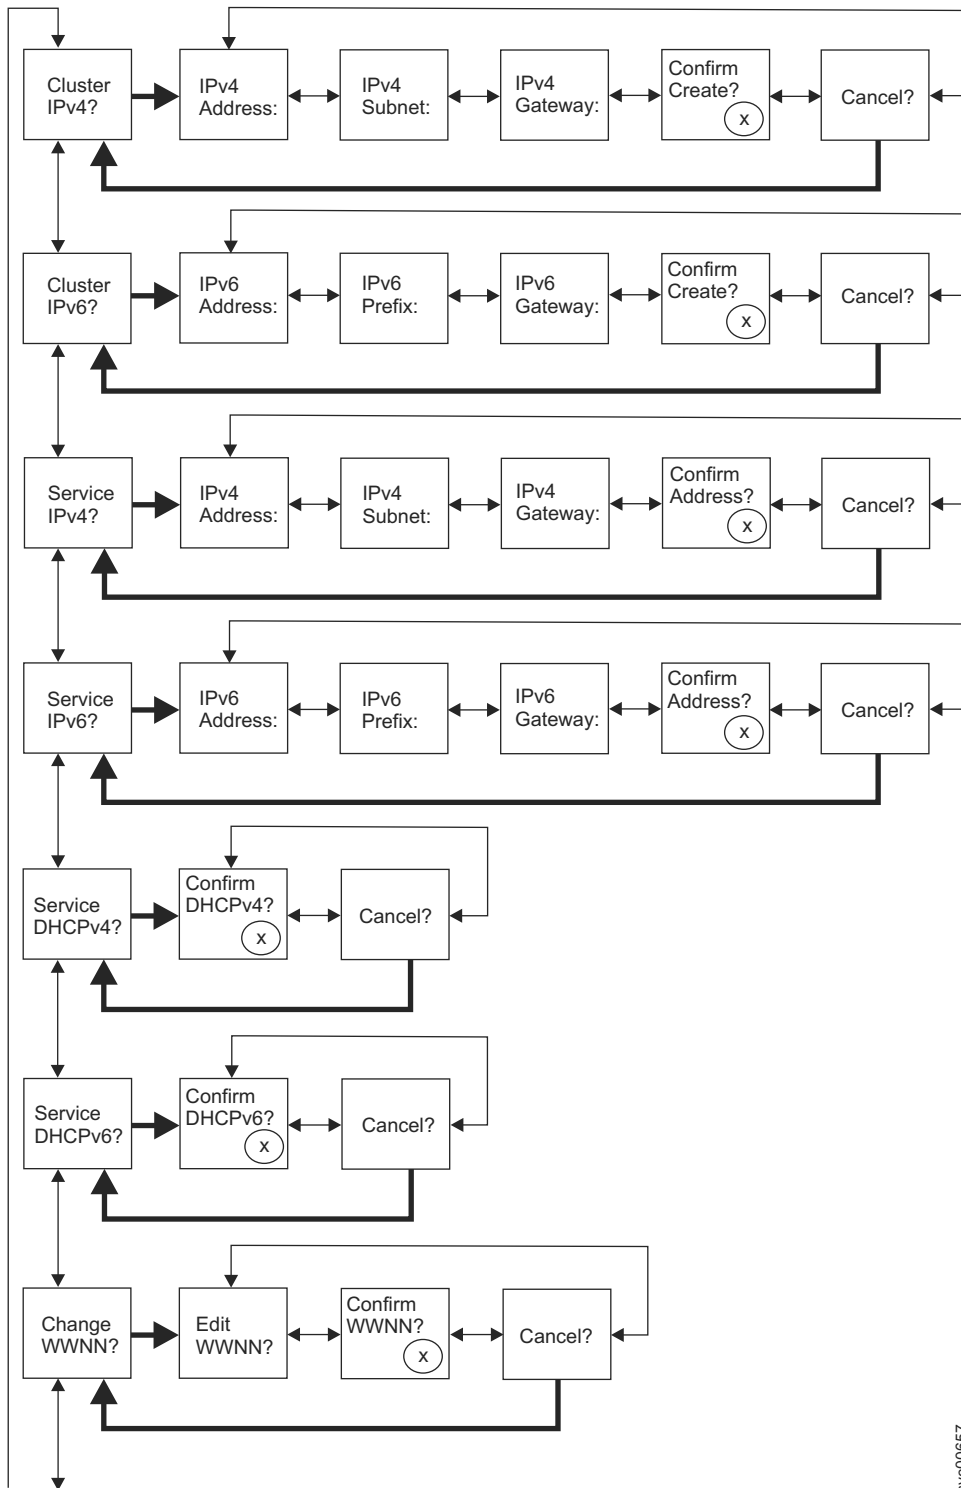 Cluster
IPv4?
IPv4
Address:
IPv4
Subnet:
IPv4
Gateway:
Confirm
Create?
x
Cancel?
Cluster
IPv6?
IPv6
Address:
IPv6
Prefix:
IPv6
Gateway:
Confirm
Create?
x
Cancel?
Service
IPv4?
IPv4
Address:
IPv4
Subnet:
IPv4
Gateway:
Confirm
Address?
x
Cancel?
Service
IPv6?
IPv6
Address:
IPv6
Prefix:
IPv6
Gateway:
Confirm
Address?
x
Cancel?
Service
DHCPv4?
Confirm
DHCPv4?
x
Cancel?
Service
DHCPv6?
Confirm
DHCPv6?
x
Cancel?
Change
WWNN?
Edit
WWNN?
Confirm
WWNN?
x
Cancel?